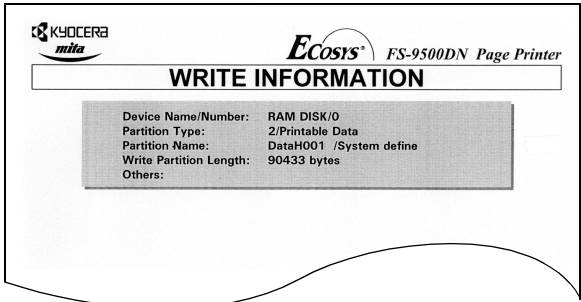 KYOCERA
mita
ECOSYS FS-9500DN Page Printer
WRITE INFORMATION
Device Name/Number: RAM DISK/0
Partition Type: 2/Printable Data
Partition Name: DataH001 /System define
Write Partition Length: 90433 bytes
Others: